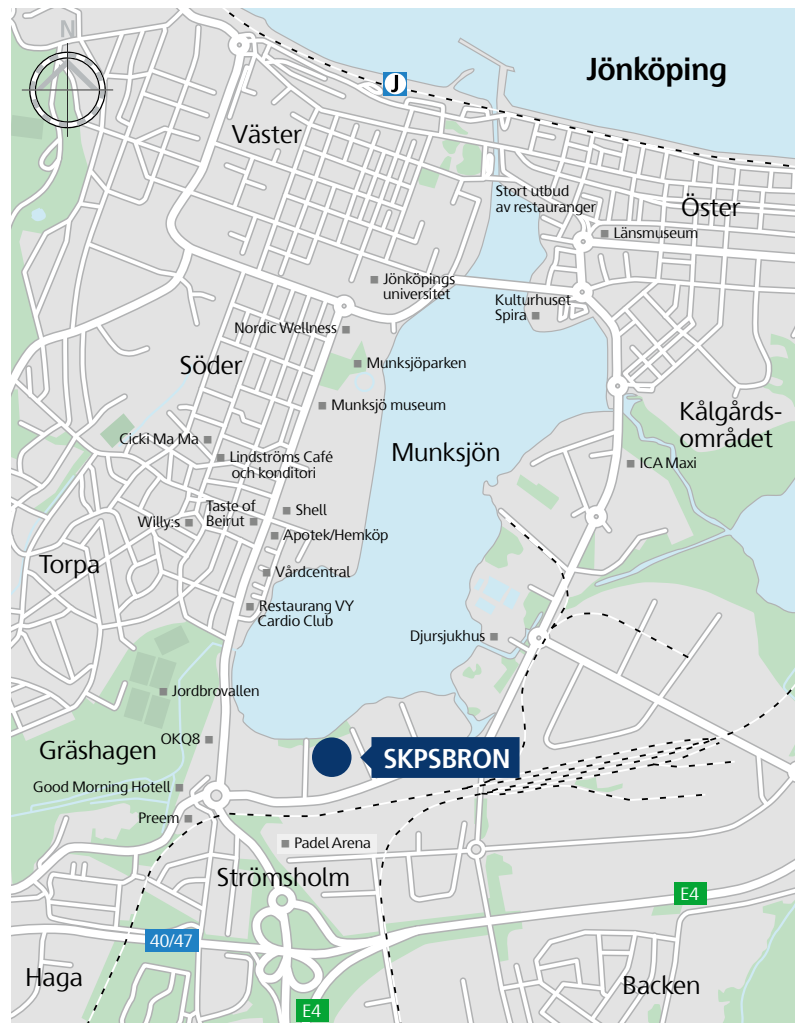 N
Jönköping
J
Väster
Stort utbud
av restauranger
Öster
Länsmuseum
Jönköpings
universitet
Kulturhuset
Spira
Nordic Wellness
Söder
Munksjöparken
Munksjö museum
Kålgårds-
området
Cicki Ma Ma
Munksjön
Lindströms Café
och konditori
ICA Maxi
Taste of
Beirut
Shell
Willy:s
Apotek/Hemköp
Torpa
Vårdcentral
Restaurang VY
Cardio Club
Djursjukhus
Jordbrovallen
Gräshagen
OKQ8
SKPSBRON
Good Morning Hotell
Preem
Padel Arena
Strömsholm
E4
40/47
Haga
Backen
E4